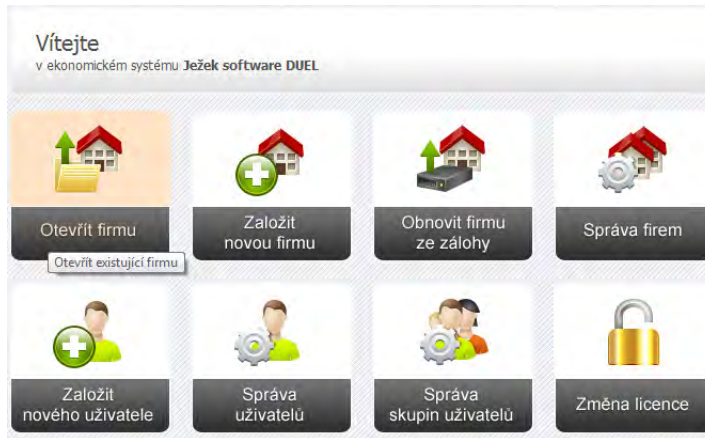 Vítejte
v ekonomickém systému Ježek software DUEL
Otevřít firmu
Založit
novou firmu
Obnovit firmu
ze zálohy
Správa firem
Otevřít existující firmu
Založit
nového uživatele
Správa
uživatelů
Správa
skupin uživatelů
Změna licence